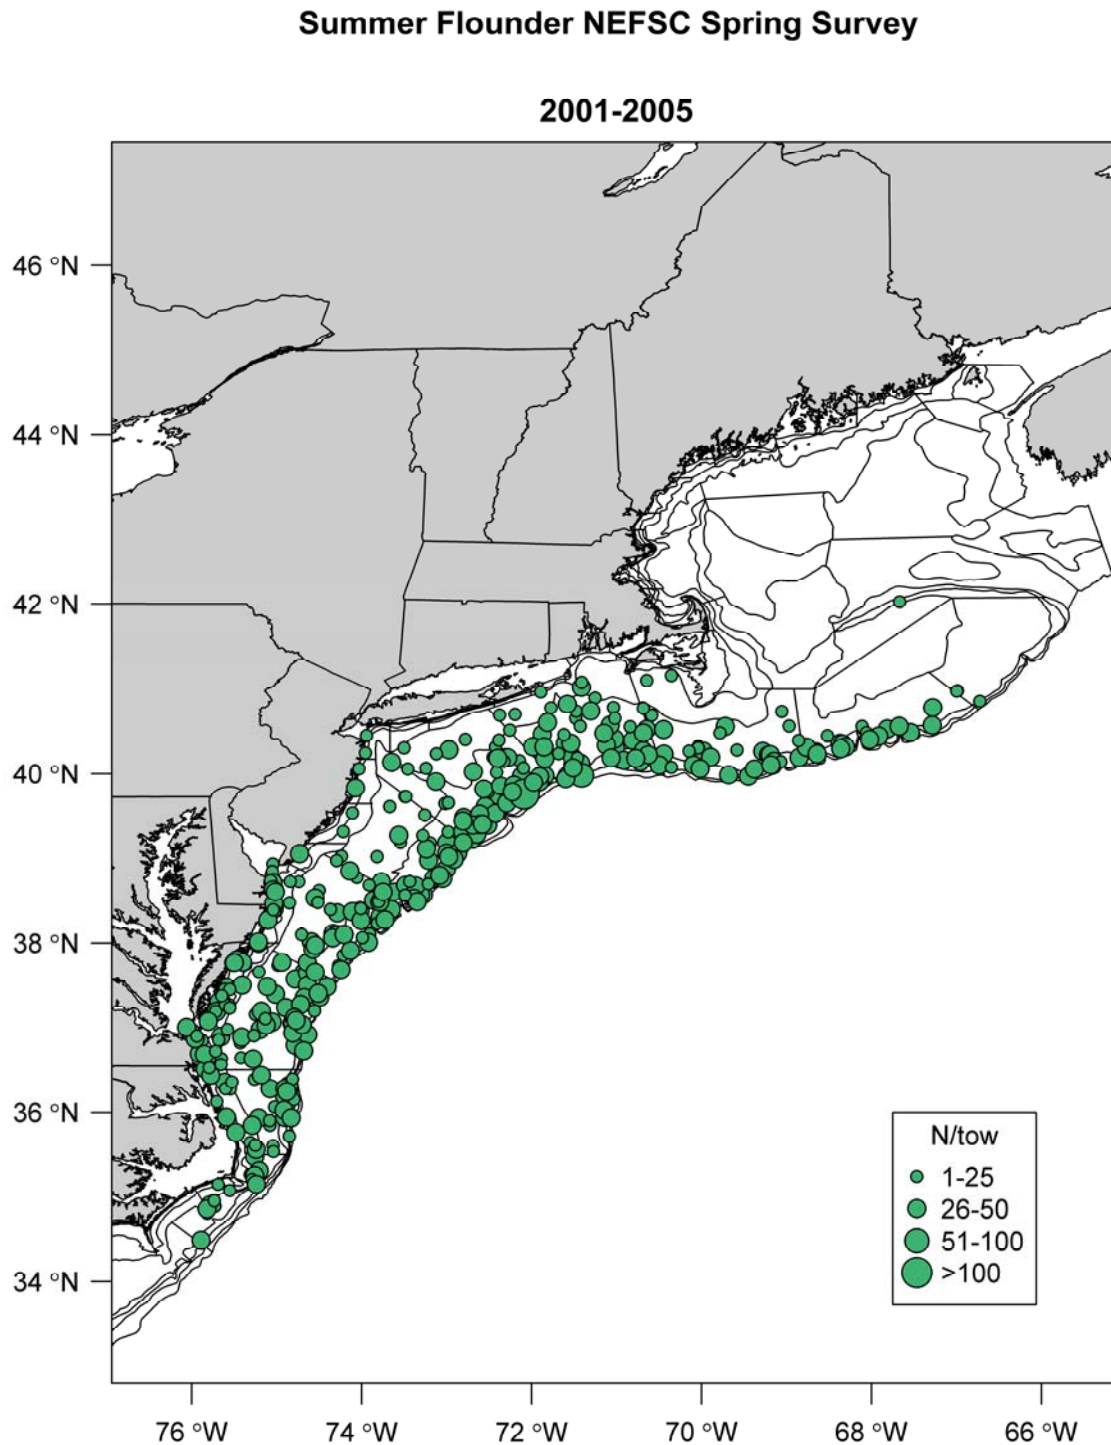 Summer Flounder NEFSC Spring Survey
2001-2005
46 °N
44 °N
42 °N
40 °N
38 °N
36 °N
34 °N
N/tow
1-25
26-50
51-100
>100
76 °W
74 °W
72 °W
70 °W
68 °W
66 °W